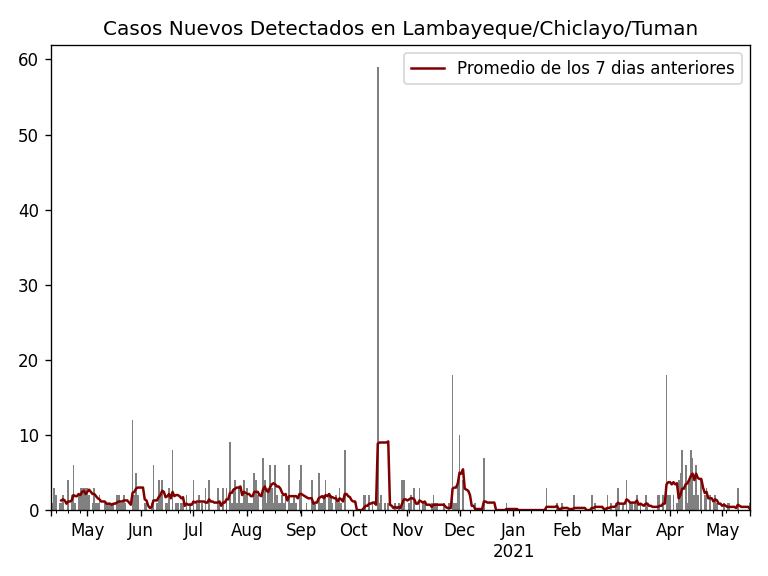 Casos Nuevos Detectados en Lambayeque/Chiclayo/Tuman
Promedio de los 7 dias anteriores
60
50
40
30
20
10
0
May Jun Jul Aug Sep Oct Nov Dec Jan Feb Mar Apr May
2021